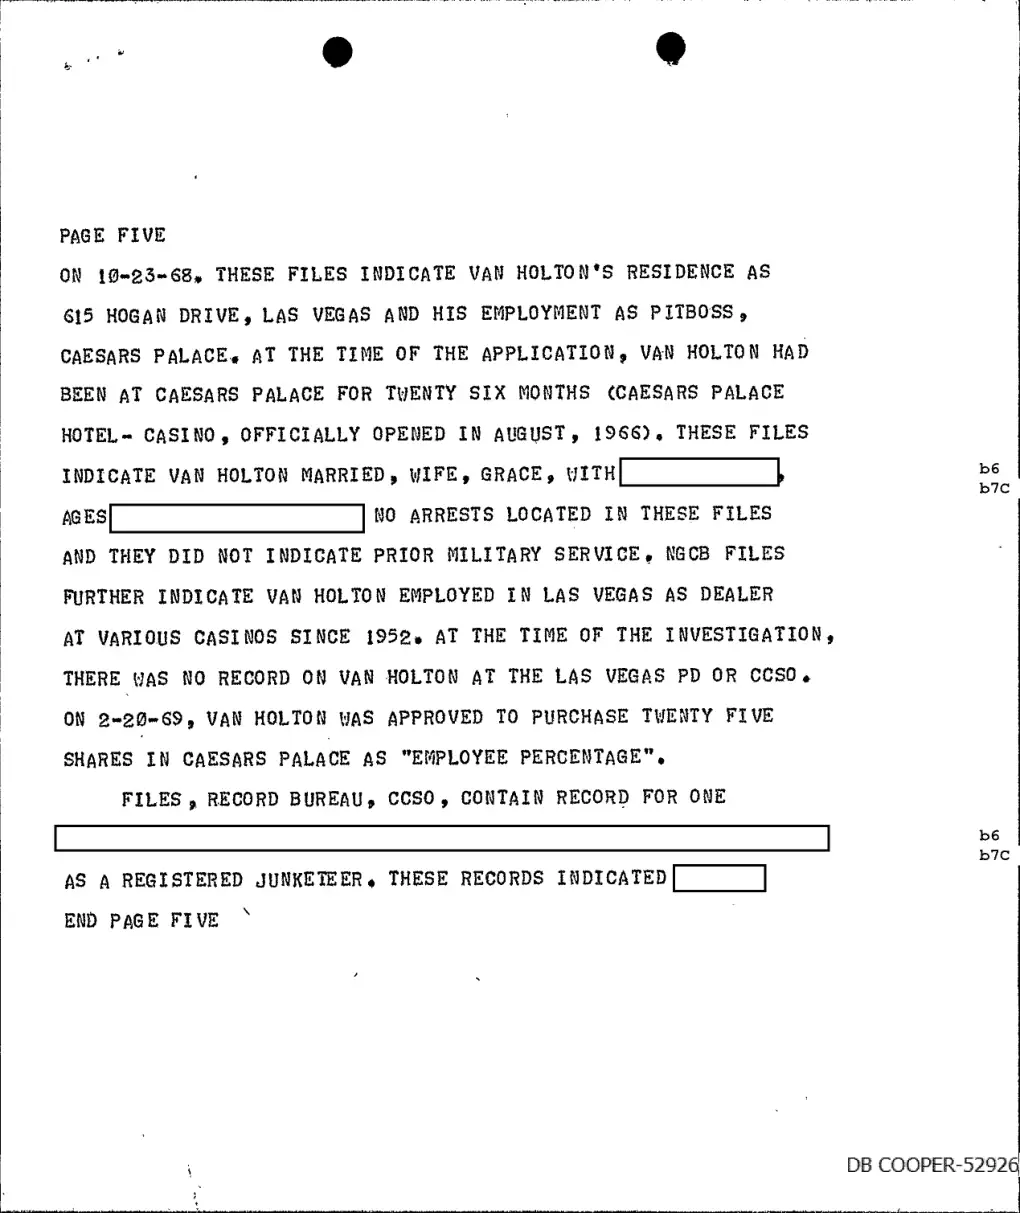 PAGE FIVE
ON 10-23-68. THESE FILES INDICATE VAN HOLTON'S RESIDENCE AS
615 HOGAN DRIVE, LAS VEGAS AND HIS EMPLOYMENT AS PITBOSS,
CAESARS PALACE. AT THE TIME OF THE APPLICATION, VAN HOLTON HAD
BEEN AT CAESARS PALACE FOR TWENTY SIX MONTHS (CAESARS PALACE
HOTEL- CASINO, OFFICIALLY OPENED IN AUGUST, 1966). THESE FILES
INDICATE VAN HOLTON MARRIED, WIFE, GRACE, WITH ,
b6
b7C
AGES NO ARRESTS LOCATED IN THESE FILES
AND THEY DID NOT INDICATE PRIOR MILITARY SERVICE. NGCB FILES
FURTHER INDICATE VAN HOLTON EMPLOYED IN LAS VEGAS AS DEALER
AT VARIOUS CASINOS SINCE 1952. AT THE TIME OF THE INVESTIGATION,
THERE WAS NO RECORD ON VAN HOLTON AT THE LAS VEGAS PD OR CCSO.
ON 2-20-69, VAN HOLTON WAS APPROVED TO PURCHASE TWENTY FIVE
SHARES IN CAESARS PALACE AS "EMPLOYEE PERCENTAGE".
FILES, RECORD BUREAU, CCSO, CONTAIN RECORD FOR ONE
b6
b7C
AS A REGISTERED JUNKETEER. THESE RECORDS INDICATED
END PAGE FIVE
DB COOPER-52926